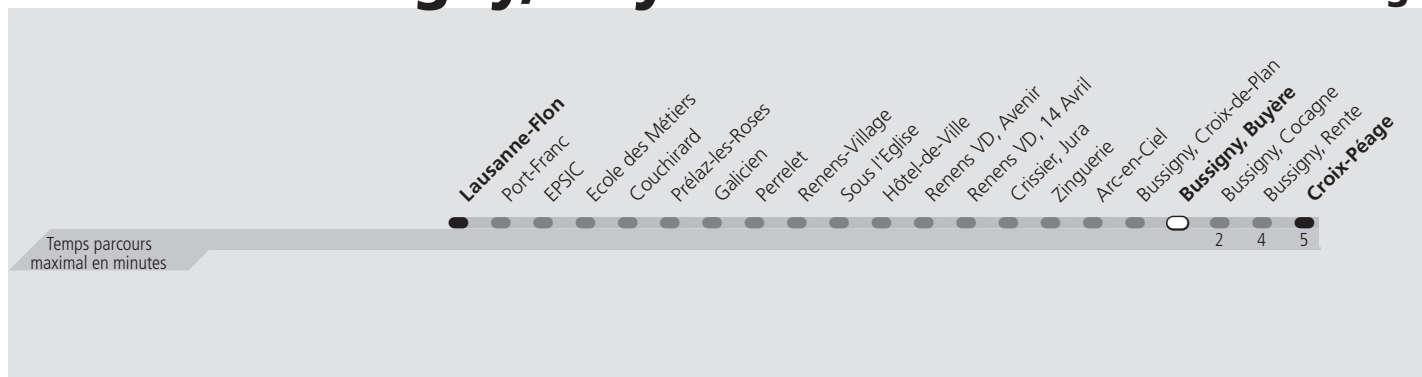 Lausanne-Flon
Port-Franc
EPSIC
Ecole des Métiers
Couchirard
Prélaz-les-Roses
Galicien
Perrelet
Renens-Village
Sous l'Eglise
Hôtel-de-Ville
Renens VD, Avenir
Renens VD, 14 Avril
Crissier, Jura
Zinguerie
Arc-en-Ciel
Bussigny, Croix-de-Plan
Bussigny, Buyère
Bussigny, Cocagne
Bussigny, Rente
Croix-Péage
Temps parcours
maximal en minutes
2 4 5